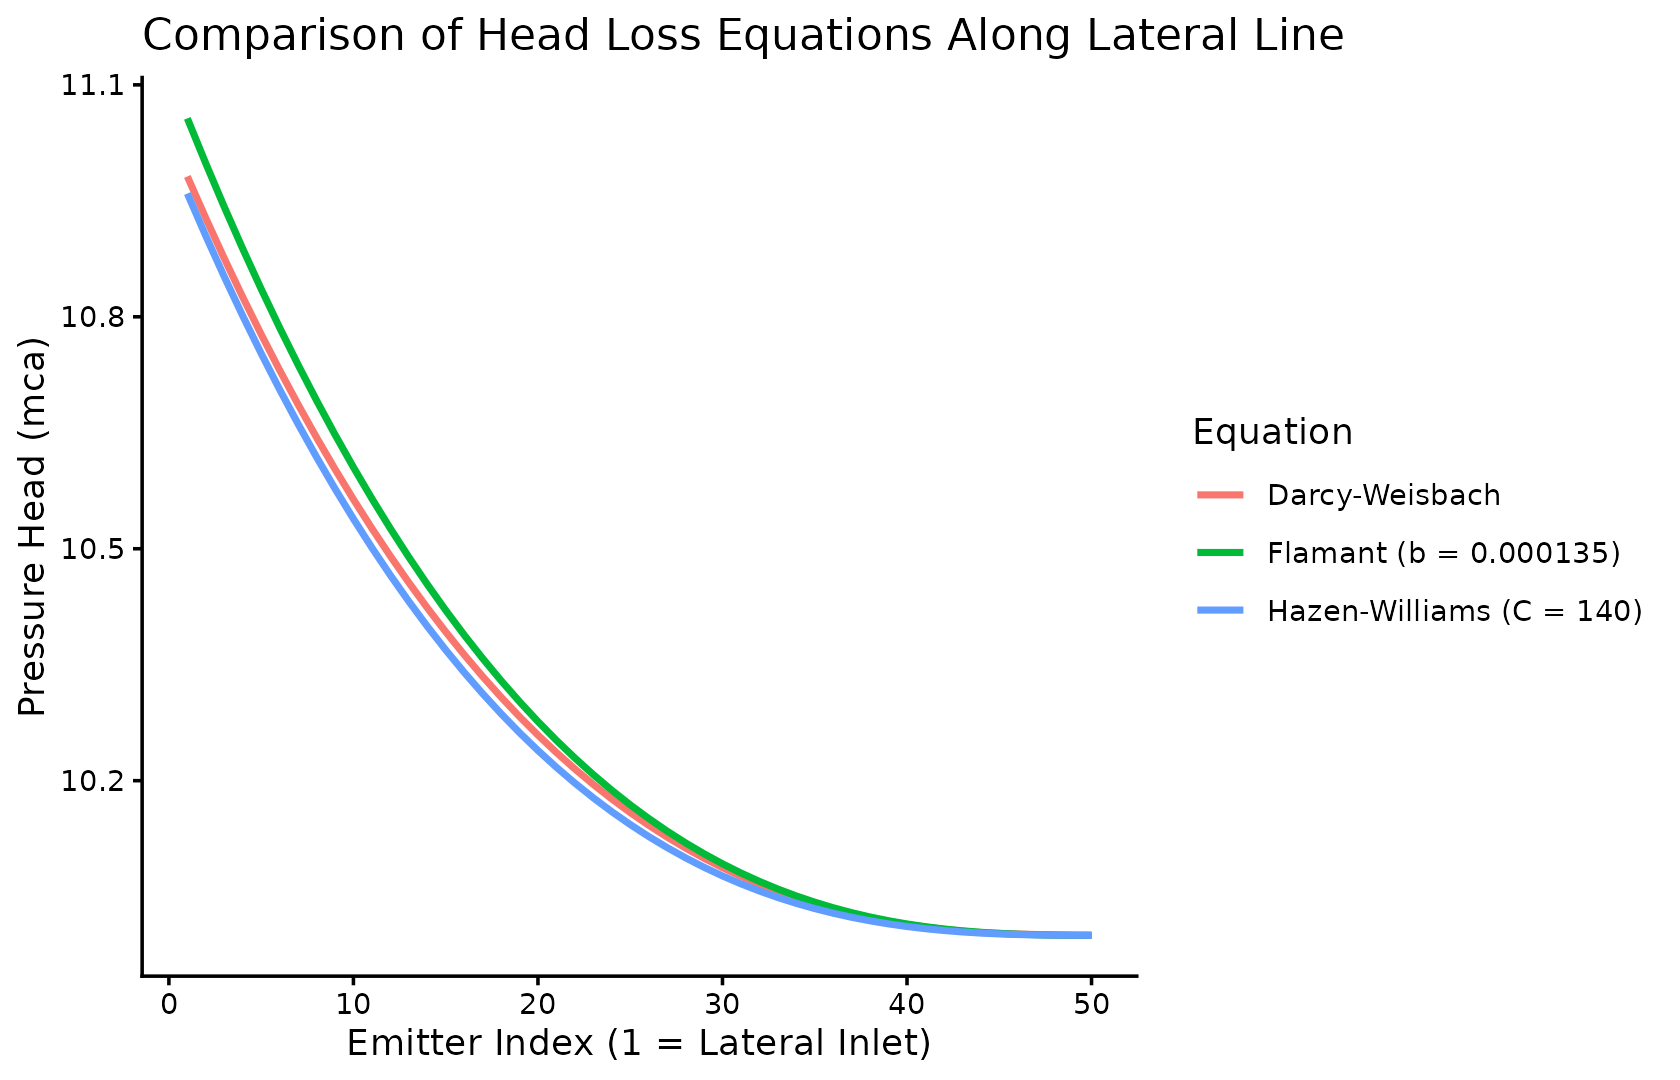 Comparison of Head Loss Equations Along Lateral Line
Pressure Head (mca)
11.1
10.8
10.5
10.2
0 10 20 30 40 50
Emitter Index (1 = Lateral Inlet)
Equation
Darcy-Weisbach
Flamant (b = 0.000135)
Hazen-Williams (C = 140)